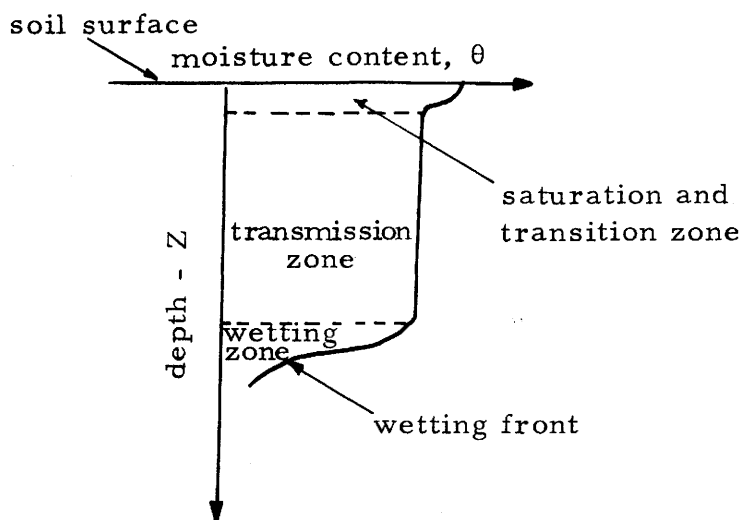 soil surface
moisture content, θ
saturation and
transition zone
transmission
zone
depth - Z
wetting
zone
wetting front